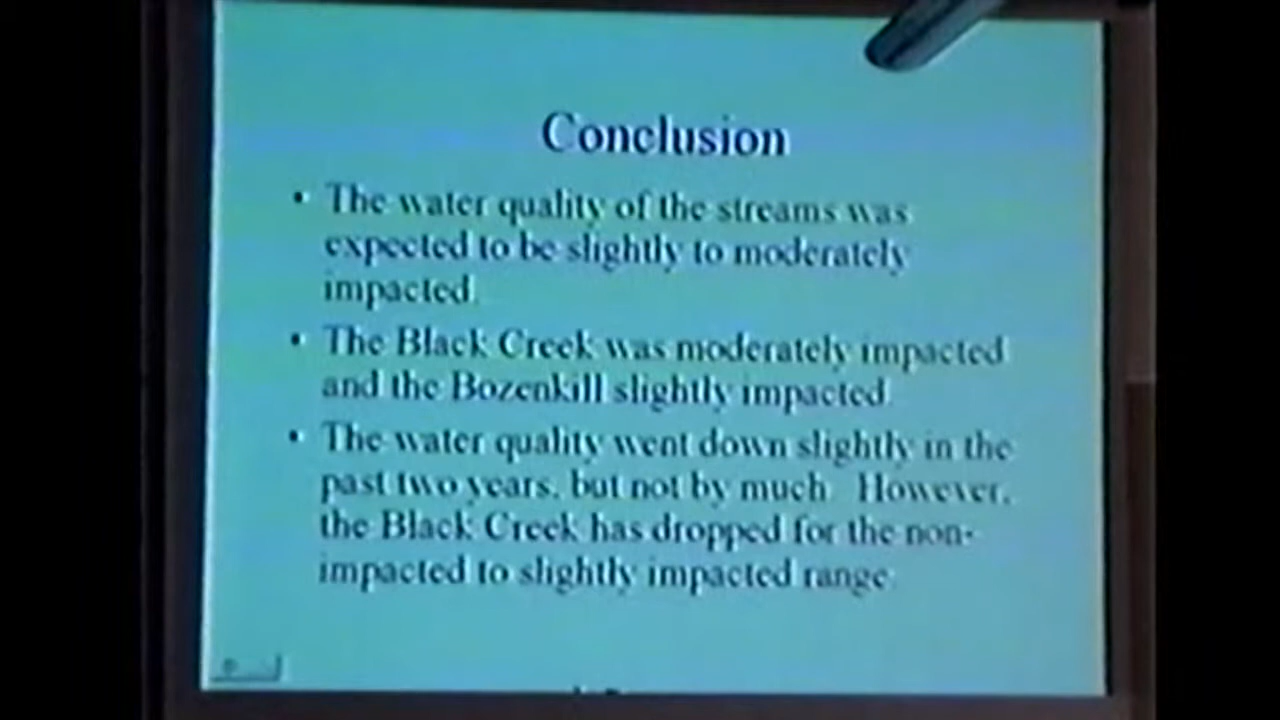 Conclusion
• The water quality of the streams was
expected to be slightly to moderately
impacted.
• The Black Creek was moderately impacted
and the Bozenkill slightly impacted.
• The water quality went down slightly in the
past two years, but not by much. However,
the Black Creek has dropped for the non-
impacted to slightly impacted range